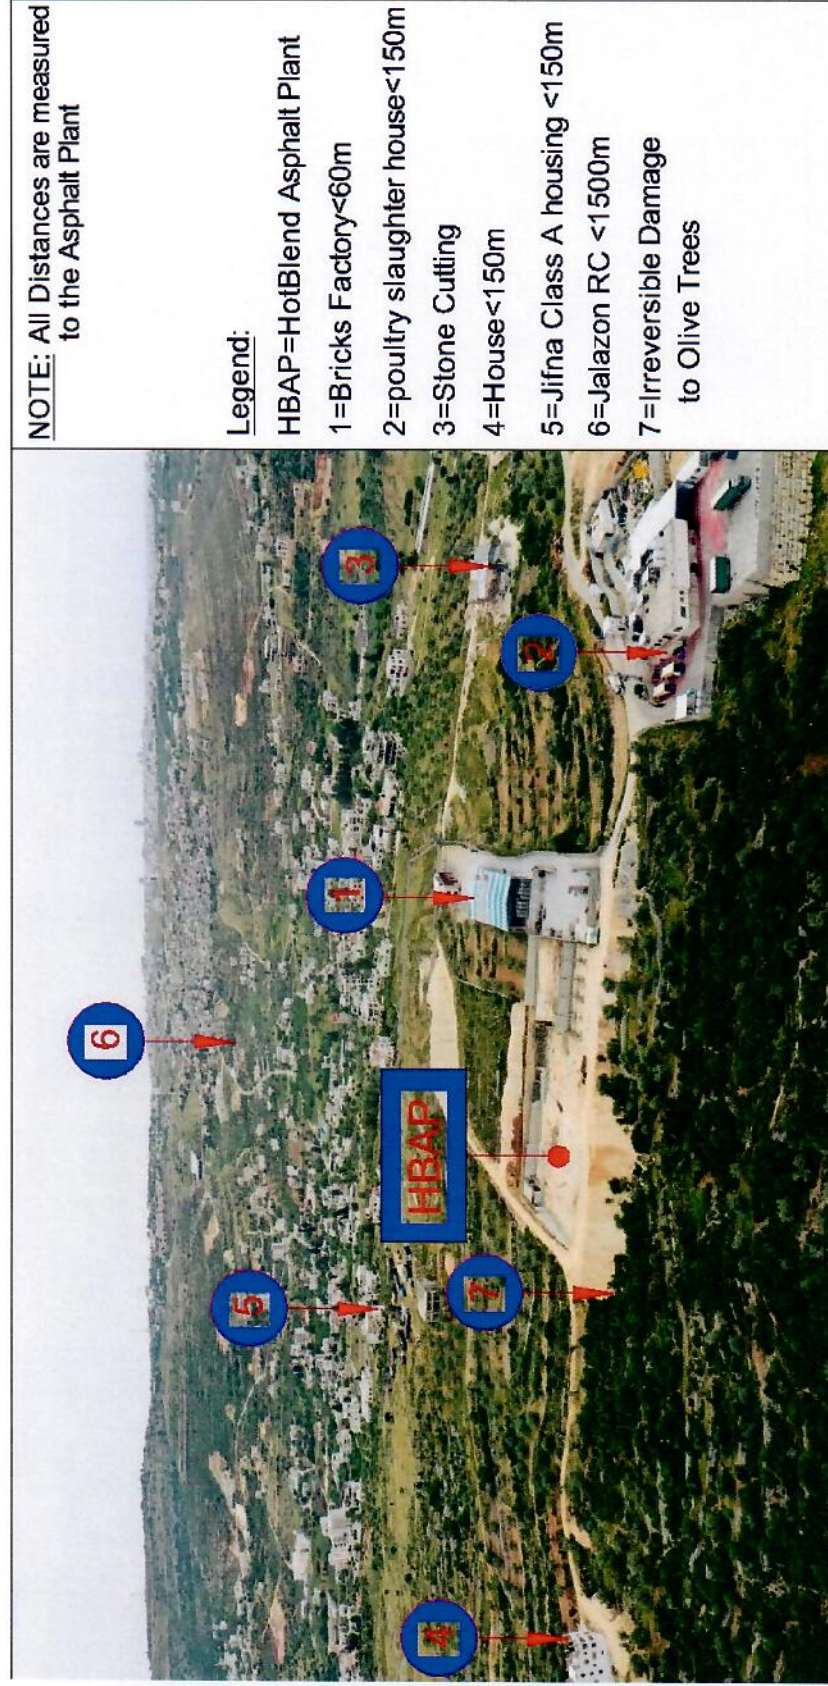 NOTE: All Distances are measured
to the Asphalt Plant
Legend:
HBAP=HotBlend Asphalt Plant
1=Bricks Factory<60m
2=poultry slaughter house<150m
3=Stone Cutting
4=House<150m
5=Jifna Class A housing <150m
6=Jalazon RC <1500m
7=Irreversible Damage
to Olive Trees
6
5
1
3
HBAP
4
7
2